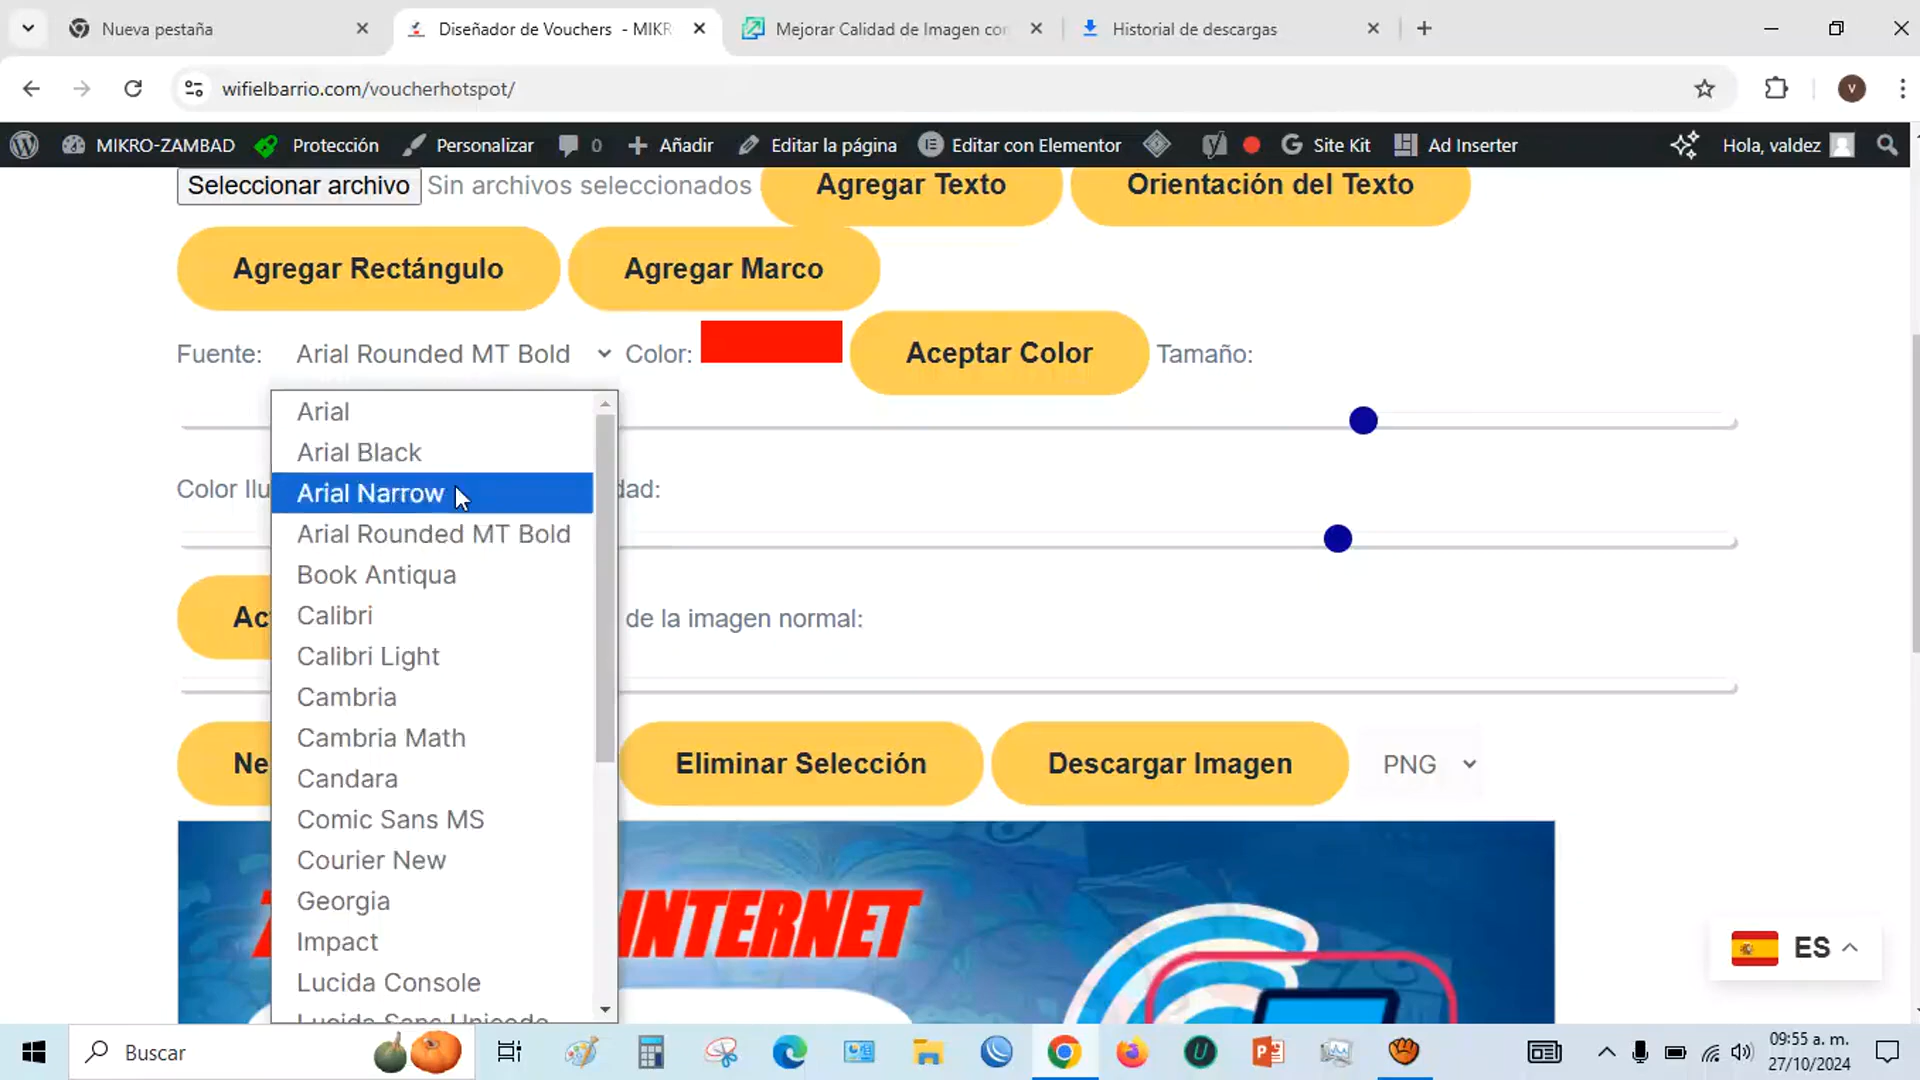 Nueva pestaña
Diseñador de Vouchers - MIKR
Mejorar Calidad de Imagen con
Historial de descargas
wifielbarrio.com/voucherhotspot/
MIKRO-ZAMBAD
Protección
Personalizar
0
Añadir
Editar la página
Editar con Elementor
Site Kit
Ad Inserter
Hola, valdez
V
Seleccionar archivo Sin archivos seleccionados
Agregar Texto
Orientación del Texto
Agregar Rectángulo
Agregar Marco
Fuente: Arial Rounded MT Bold
Color:
Aceptar Color
Tamaño:
Arial
Arial Black
Color Ilu
Arial Narrow
dad:
Arial Rounded MT Bold
Book Antiqua
Calibri
Ac
de la imagen normal:
Calibri Light
Cambria
Cambria Math
Ne
Eliminar Selección
Descargar Imagen
PNG
Candara
Comic Sans MS
Courier New
Georgia
INTERNET
Impact
ES
Lucida Console
Lucida Sans Unicode
Buscar
09:55 a. m.
27/10/2024